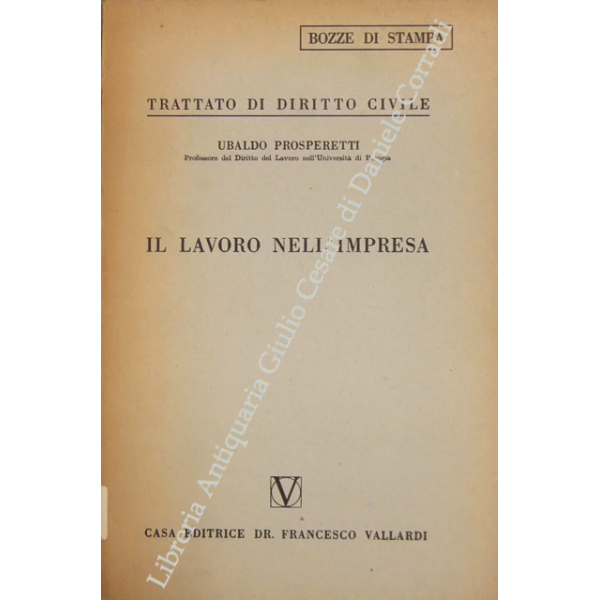 BOZZE DI STAMPA
TRATTATO DI DIRITTO CIVILE
UBALDO PROSPERETTI
Professore del Diritto del Lavoro nell'Università di
IL LAVORO NELL'IMPRESA
V
CASA EDITRICE DR. FRANCESCO VALLARDI
Libreria Antiquaria Giulio Cesare di Daniele Corradi